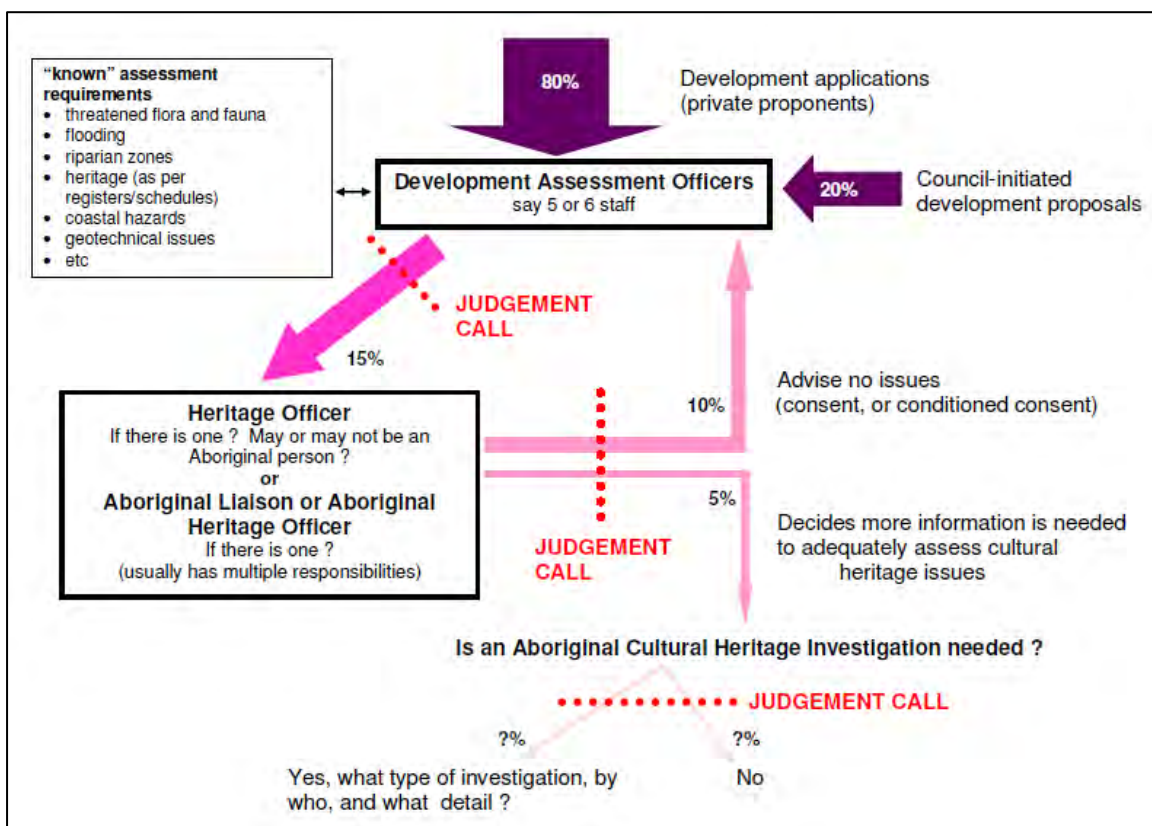 “known” assessment
requirements
• threatened flora and fauna
• flooding
• riparian zones
• heritage (as per
registers/schedules)
• coastal hazards
• geotechnical issues
• etc
80%
Development applications
(private proponents)
Development Assessment Officers
say 5 or 6 staff
20%
Council-initiated
development proposals
JUDGEMENT
CALL
15%
Heritage Officer
If there is one ? May or may not be an
Aboriginal person ?
or
Aboriginal Liaison or Aboriginal
Heritage Officer
If there is one ?
(usually has multiple responsibilities)
10%
Advise no issues
(consent, or conditioned consent)
5%
JUDGEMENT
CALL
Decides more information is needed
to adequately assess cultural
heritage issues
Is an Aboriginal Cultural Heritage Investigation needed ?
JUDGEMENT CALL
?%
?%
Yes, what type of investigation, by
who, and what detail ?
No